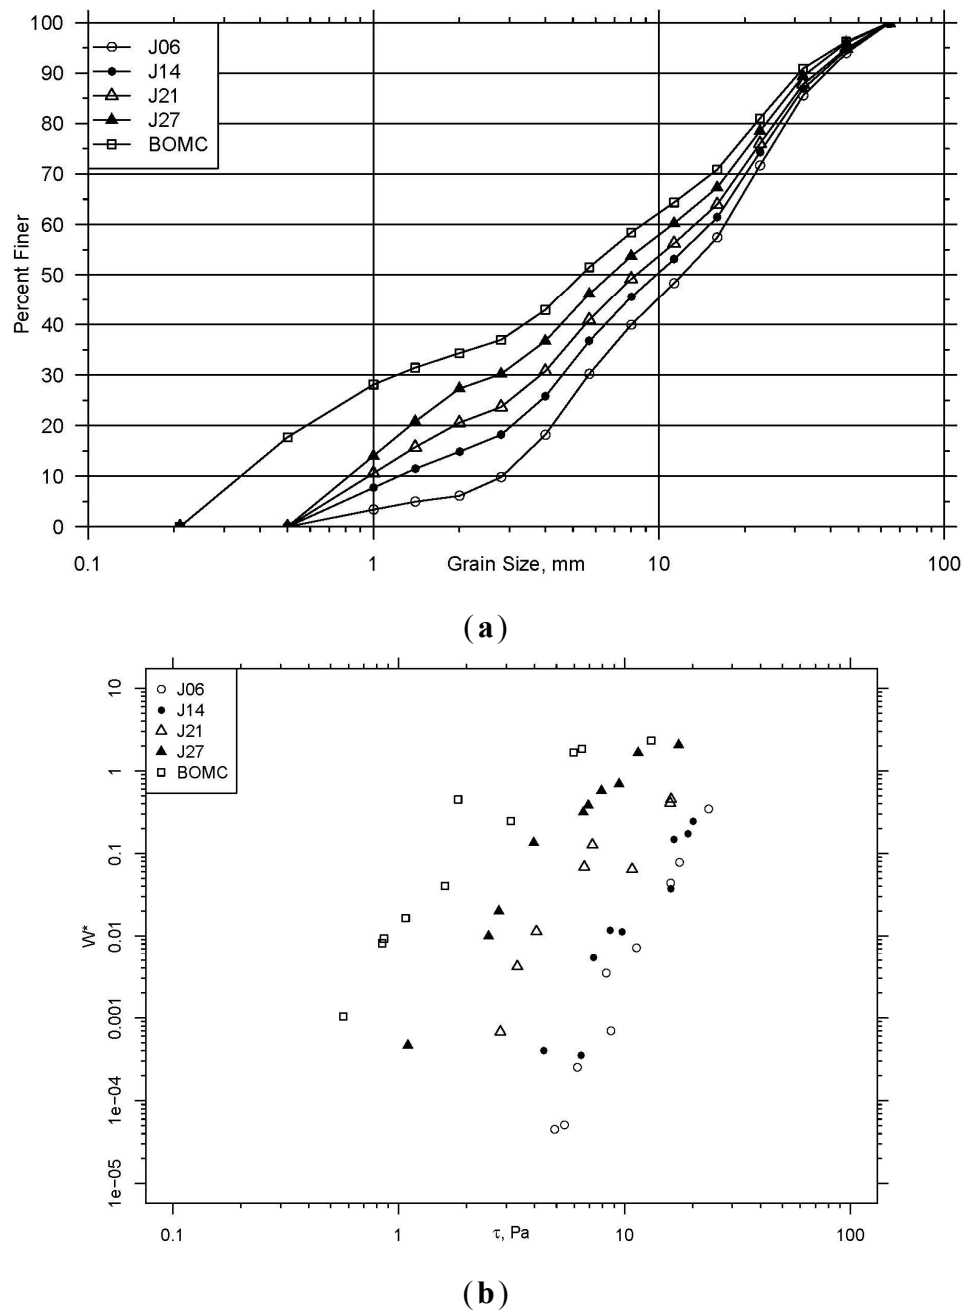 100
90
80
70
60
50
40
30
20
10
0
Percent Finer
J06
J14
J21
J27
BOMC
0.1 1 Grain Size, mm 10 100
(a)
10
1
0.1
0.01
0.001
1e-04
1e-05
W*
J06
J14
J21
J27
BOMC
0.1 1 τ, Pa 10 100
(b)